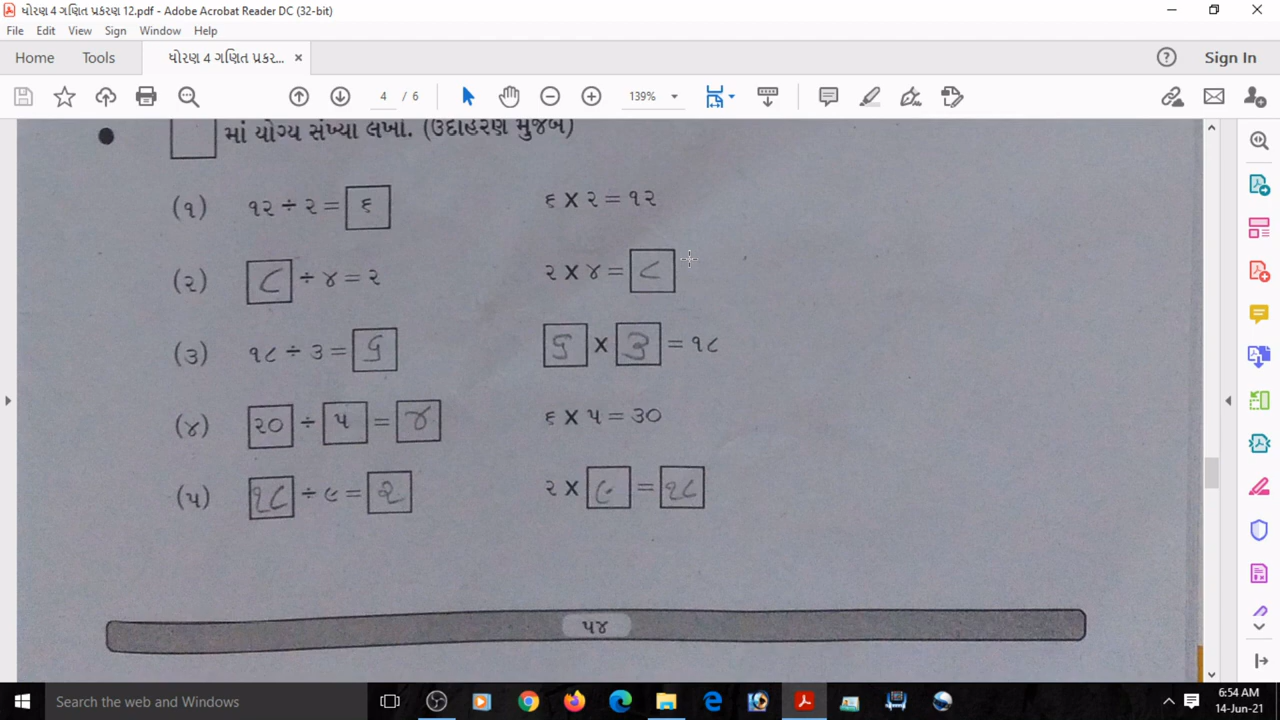 ધોરણ 4 ગણિત પ્રકરણ 12.pdf - Adobe Acrobat Reader DC (32-bit)
File Edit View Sign Window Help
Home Tools ધોરણ 4 ગણિત પ્રકર... × Sign In
4 / 6 139%
માં યોગ્ય સંખ્યા લખો. (ઉદાહરણ મુજબ)
(૧) ૧૨ ÷ ૨ = ૬ ૬ X ૨ = ૧૨
(૨) ૮ ÷ ૪ = ૨ ૨ X ૪ = ૮
(૩) ૧૮ ÷ ૩ = ૬ ૬ X ૩ = ૧૮
(૪) ૨૦ ÷ ૫ = ૪ ૬ X ૫ = ૩૦
(૫) ૧૮ ÷ ૯ = ૨ ૨ X ૯ = ૧૮
૫૪
Search the web and Windows
6:54 AM
14-Jun-21